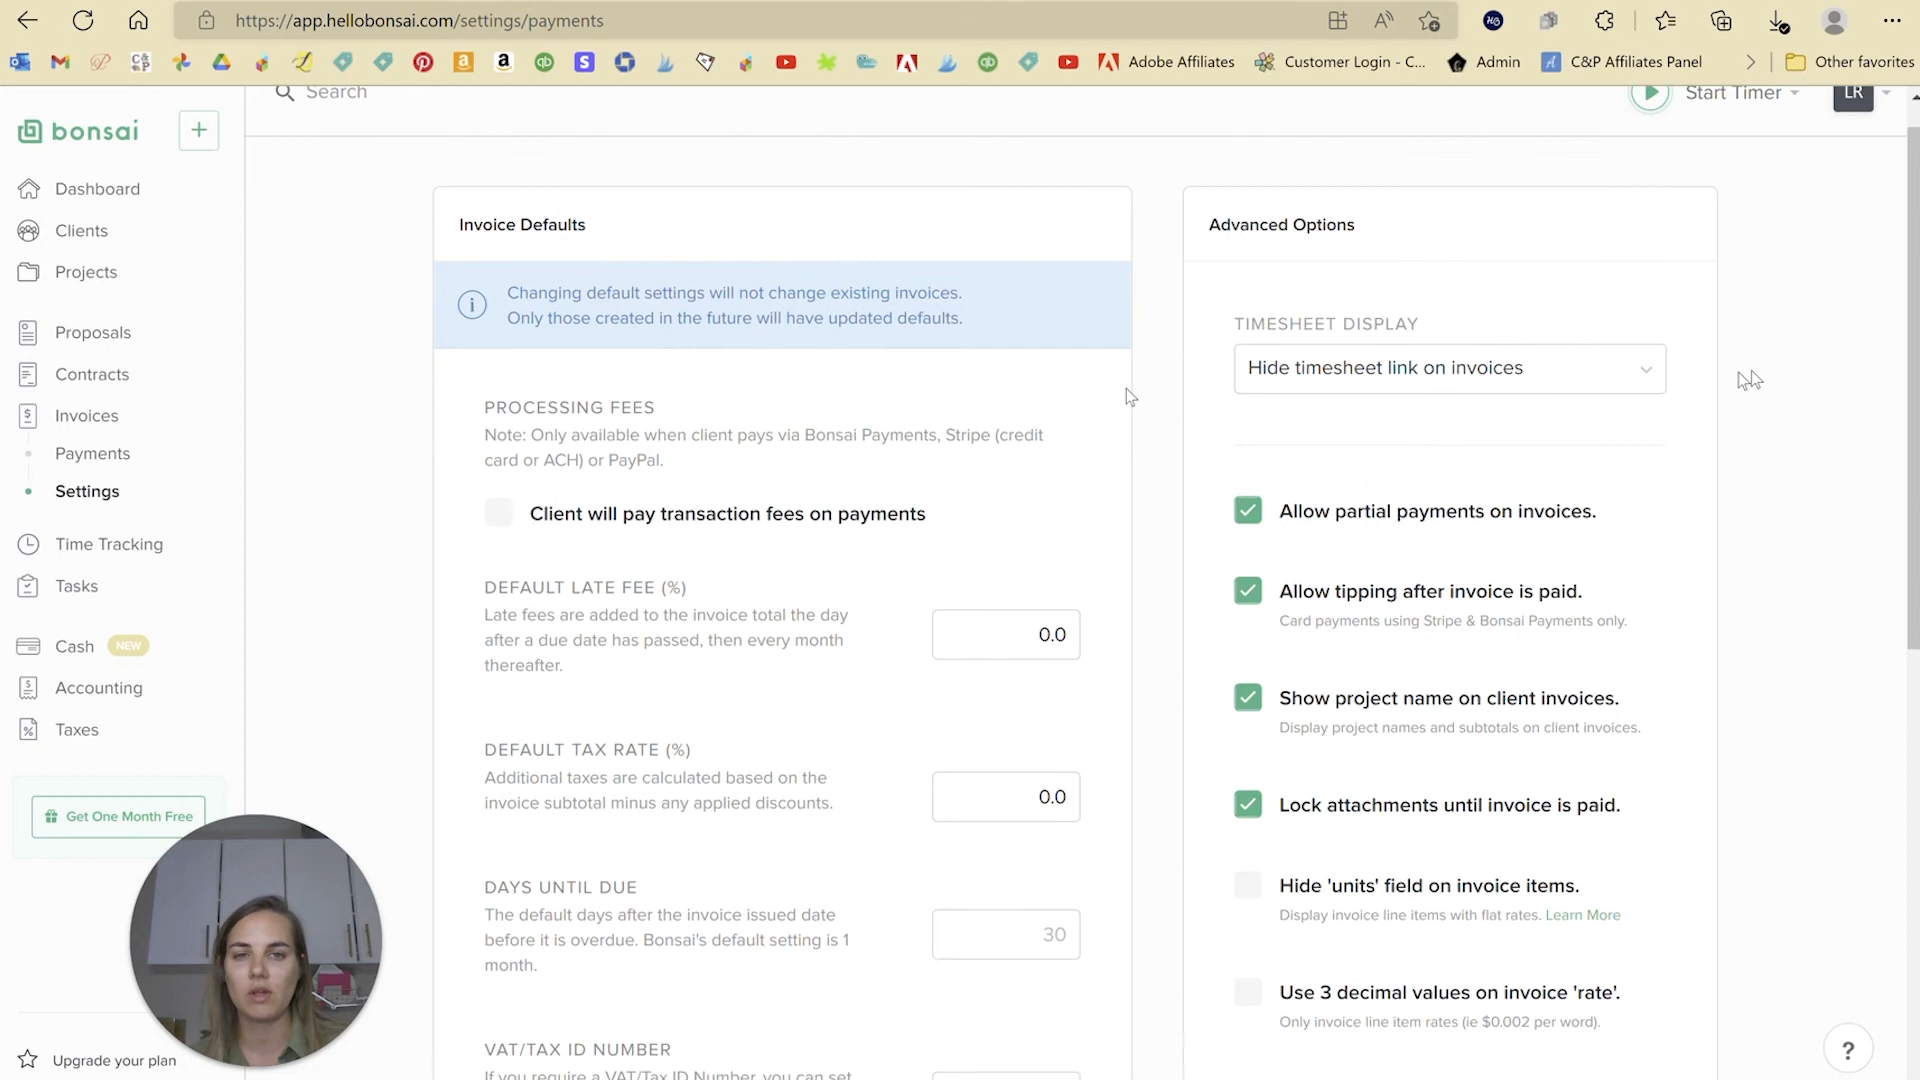 https://app.hellobonsai.com/settings/payments
Adobe Affiliates
Customer Login - C...
Admin
C&P Affiliates Panel
Other favorites
bonsai
+
Search
Start Timer
LR
Dashboard
Clients
Projects
Proposals
Contracts
Invoices
Payments
Settings
Time Tracking
Tasks
Cash NEW
Accounting
Taxes
Get One Month Free
Upgrade your plan
Invoice Defaults
Changing default settings will not change existing invoices.
Only those created in the future will have updated defaults.
PROCESSING FEES
Note: Only available when client pays via Bonsai Payments, Stripe (credit
card or ACH) or PayPal.
Client will pay transaction fees on payments
DEFAULT LATE FEE (%)
Late fees are added to the invoice total the day
after a due date has passed, then every month
thereafter.
0.0
DEFAULT TAX RATE (%)
Additional taxes are calculated based on the
invoice subtotal minus any applied discounts.
0.0
DAYS UNTIL DUE
The default days after the invoice issued date
before it is overdue. Bonsai's default setting is 1
month.
30
VAT/TAX ID NUMBER
If you require a VAT/Tax ID Number, you can set
Advanced Options
TIMESHEET DISPLAY
Hide timesheet link on invoices
Allow partial payments on invoices.
Allow tipping after invoice is paid.
Card payments using Stripe & Bonsai Payments only.
Show project name on client invoices.
Display project names and subtotals on client invoices.
Lock attachments until invoice is paid.
Hide 'units' field on invoice items.
Display invoice line items with flat rates. Learn More
Use 3 decimal values on invoice 'rate'.
Only invoice line item rates (ie $0.002 per word).
?